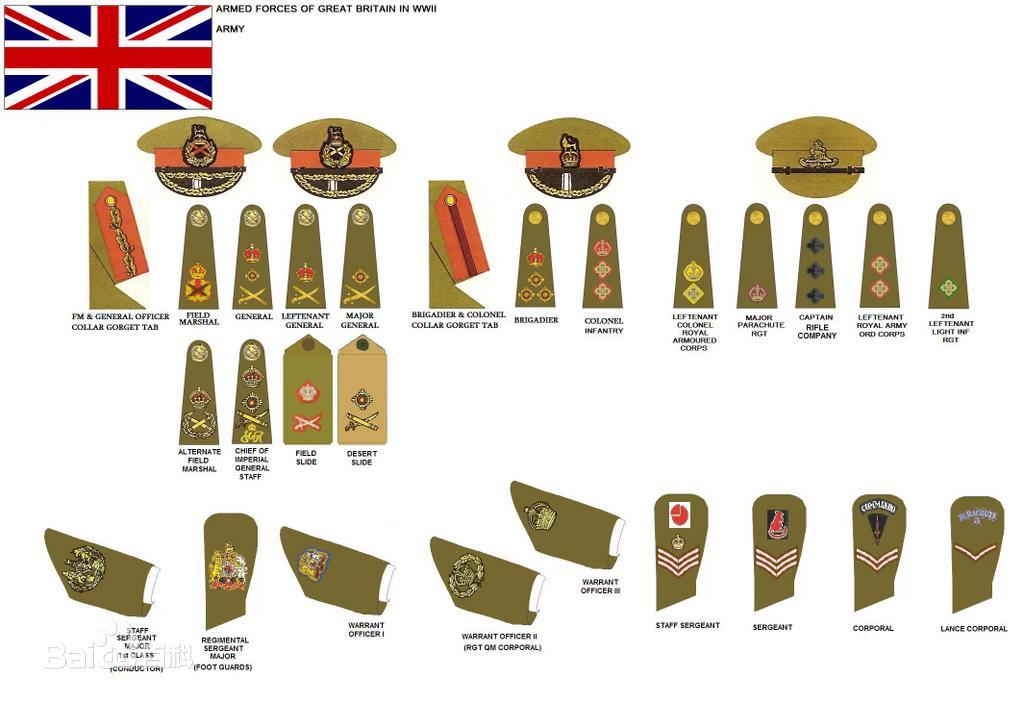 ARMED FORCES OF GREAT BRITAIN IN WWII
ARMY
FM & GENERAL OFFICER
COLLAR GORGET TAB
FIELD
MARSHAL
GENERAL
LEFTENANT
GENERAL
MAJOR
GENERAL
BRIGADIER & COLONEL
COLLAR GORGET TAB
BRIGADIER
COLONEL
INFANTRY
LEFTENANT
COLONEL
ROYAL
ARMOURED
CORPS
MAJOR
PARACHUTE
RGT
CAPTAIN
RIFLE
COMPANY
LEFTENANT
ROYAL ARMY
ORD CORPS
2nd
LEFTENANT
LIGHT INF
RGT
ALTERNATE
FIELD
MARSHAL
CHIEF OF
IMPERIAL
GENERAL
STAFF
FIELD
SLIDE
DESERT
SLIDE
COMMANDO
PARACHUTE
3
STAFF
SERGEANT
MAJOR
1st CLASS
(CONDUCTOR)
REGIMENTAL
SERGEANT
MAJOR
(FOOT GUARDS)
WARRANT
OFFICER I
WARRANT OFFICER II
(RGT QM CORPORAL)
WARRANT
OFFICER III
STAFF SERGEANT
SERGEANT
CORPORAL
LANCE CORPORAL
Bai百科